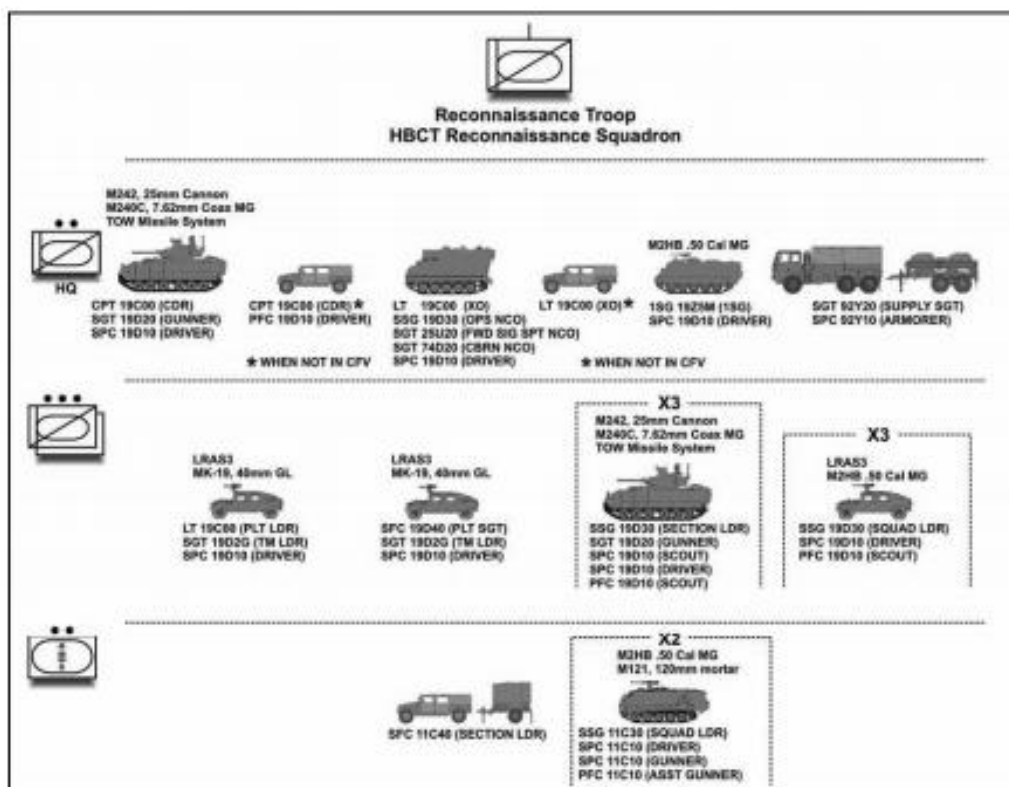 Reconnaissance Troop
HBCT Reconnaissance Squadron
M242, 25mm Cannon
M240C, 7.62mm Coax MG
TOW Missile System
M2HB .50 Cal MG
HQ
CPT 19C00 (CDR)
SGT 19D20 (GUNNER)
SPC 19D10 (DRIVER)
CPT 19C00 (CDR)★
PFC 19D10 (DRIVER)
LT 19C00 (XO)
SSG 19D30 (OPS NCO)
SGT 25U20 (FWD SIG SPT NCO)
SGT 74D20 (CBRN NCO)
SPC 19D10 (DRIVER)
LT 19C00 (XO)★
1SG 19Z5M (1SG)
SPC 19D10 (DRIVER)
SGT 92Y20 (SUPPLY SGT)
SPC 92Y10 (ARMORER)
★ WHEN NOT IN CFV
★ WHEN NOT IN CFV
LRAS3
MK-19, 40mm GL
LT 19C00 (PLT LDR)
SGT 19D2G (TM LDR)
SPC 19D10 (DRIVER)
LRAS3
MK-19, 40mm GL
SFC 19D40 (PLT SGT)
SGT 19D2G (TM LDR)
SPC 19D10 (DRIVER)
X3
M242, 25mm Cannon
M240C, 7.62mm Coax MG
TOW Missile System
SSG 19D30 (SECTION LDR)
SGT 19D20 (GUNNER)
SPC 19D10 (SCOUT)
SPC 19D10 (DRIVER)
PFC 19D10 (SCOUT)
X3
LRAS3
M2HB .50 Cal MG
SSG 19D30 (SQUAD LDR)
SPC 19D10 (DRIVER)
PFC 19D10 (SCOUT)
SFC 11C40 (SECTION LDR)
X2
M2HB .50 Cal MG
M121, 120mm mortar
SSG 11C30 (SQUAD LDR)
SPC 11C10 (DRIVER)
SPC 11C10 (GUNNER)
PFC 11C10 (ASST GUNNER)